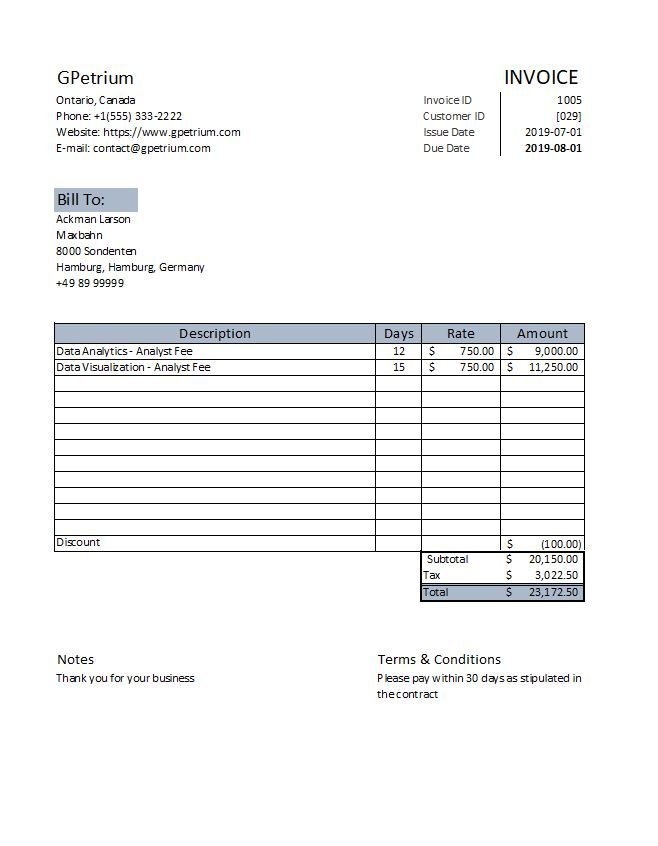 GPetrium
INVOICE
Ontario, Canada
Invoice ID 1005
Phone: +1(555) 333-2222
Customer ID [029]
Website: https://www.gpetrium.com
Issue Date 2019-07-01
E-mail: contact@gpetrium.com
Due Date 2019-08-01
Bill To:
Ackman Larson
Maxbahn
8000 Sondenten
Hamburg, Hamburg, Germany
+49 89 99999
Description Days Rate Amount
Data Analytics - Analyst Fee 12 $ 750.00 $ 9,000.00
Data Visualization - Analyst Fee 15 $ 750.00 $ 11,250.00
Discount $ (100.00)
Subtotal $ 20,150.00
Tax $ 3,022.50
Total $ 23,172.50
Notes
Thank you for your business
Terms & Conditions
Please pay within 30 days as stipulated in
the contract